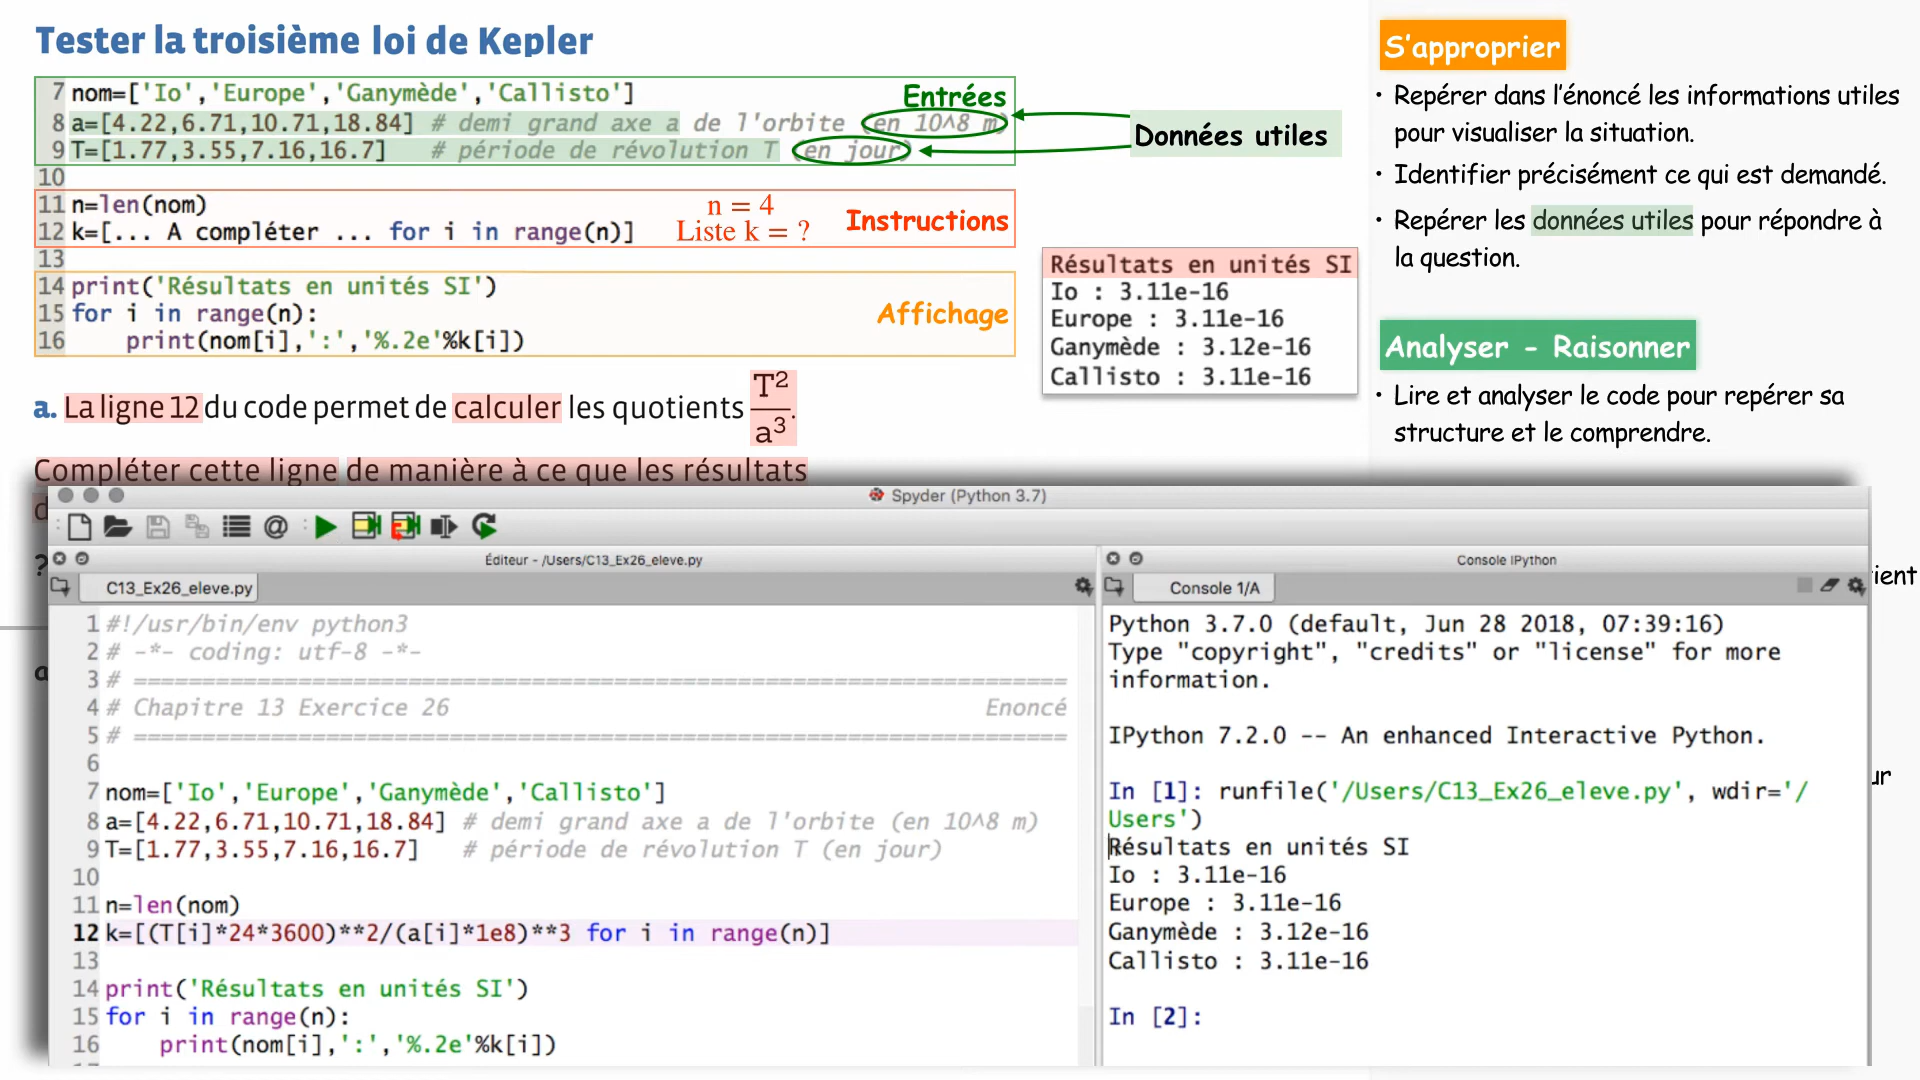 Tester la troisième loi de Kepler
7 nom=['Io','Europe','Ganymède','Callisto']
Entrées
8 a=[4.22,6.71,10.71,18.84] # demi grand axe a de l'orbite (en 10^8 m)
9 T=[1.77,3.55,7.16,16.7] # période de révolution T (en jour)
Données utiles
10
11 n=len(nom)
n = 4
12 k=[... A compléter ... for i in range(n)]
Liste k = ?
Instructions
13
14 print('Résultats en unités SI')
15 for i in range(n):
16 print(nom[i],':','%.2e'%k[i])
Affichage
Résultats en unités SI
Io : 3.11e-16
Europe : 3.11e-16
Ganymède : 3.12e-16
Callisto : 3.11e-16
a. La ligne 12 du code permet de calculer les quotients T²/a³.
Compléter cette ligne de manière à ce que les résultats
?
S'approprier
• Repérer dans l'énoncé les informations utiles
pour visualiser la situation.
• Identifier précisément ce qui est demandé.
• Repérer les données utiles pour répondre à
la question.
Analyser - Raisonner
• Lire et analyser le code pour repérer sa
structure et le comprendre.
Spyder (Python 3.7)
Éditeur - /Users/C13_Ex26_eleve.py
C13_Ex26_eleve.py
1 #!/usr/bin/env python3
2 # -*- coding: utf-8 -*-
3 # ====================================================================
4 # Chapitre 13 Exercice 26 Enoncé
5 # ====================================================================
6
7 nom=['Io','Europe','Ganymède','Callisto']
8 a=[4.22,6.71,10.71,18.84] # demi grand axe a de l'orbite (en 10^8 m)
9 T=[1.77,3.55,7.16,16.7] # période de révolution T (en jour)
10
11 n=len(nom)
12 k=[(T[i]*24*3600)**2/(a[i]*1e8)**3 for i in range(n)]
13
14 print('Résultats en unités SI')
15 for i in range(n):
16 print(nom[i],':','%.2e'%k[i])
Console IPython
Console 1/A
Python 3.7.0 (default, Jun 28 2018, 07:39:16)
Type "copyright", "credits" or "license" for more
information.
IPython 7.2.0 -- An enhanced Interactive Python.
In [1]: runfile('/Users/C13_Ex26_eleve.py', wdir='/
Users')
Résultats en unités SI
Io : 3.11e-16
Europe : 3.11e-16
Ganymède : 3.12e-16
Callisto : 3.11e-16
In [2]: